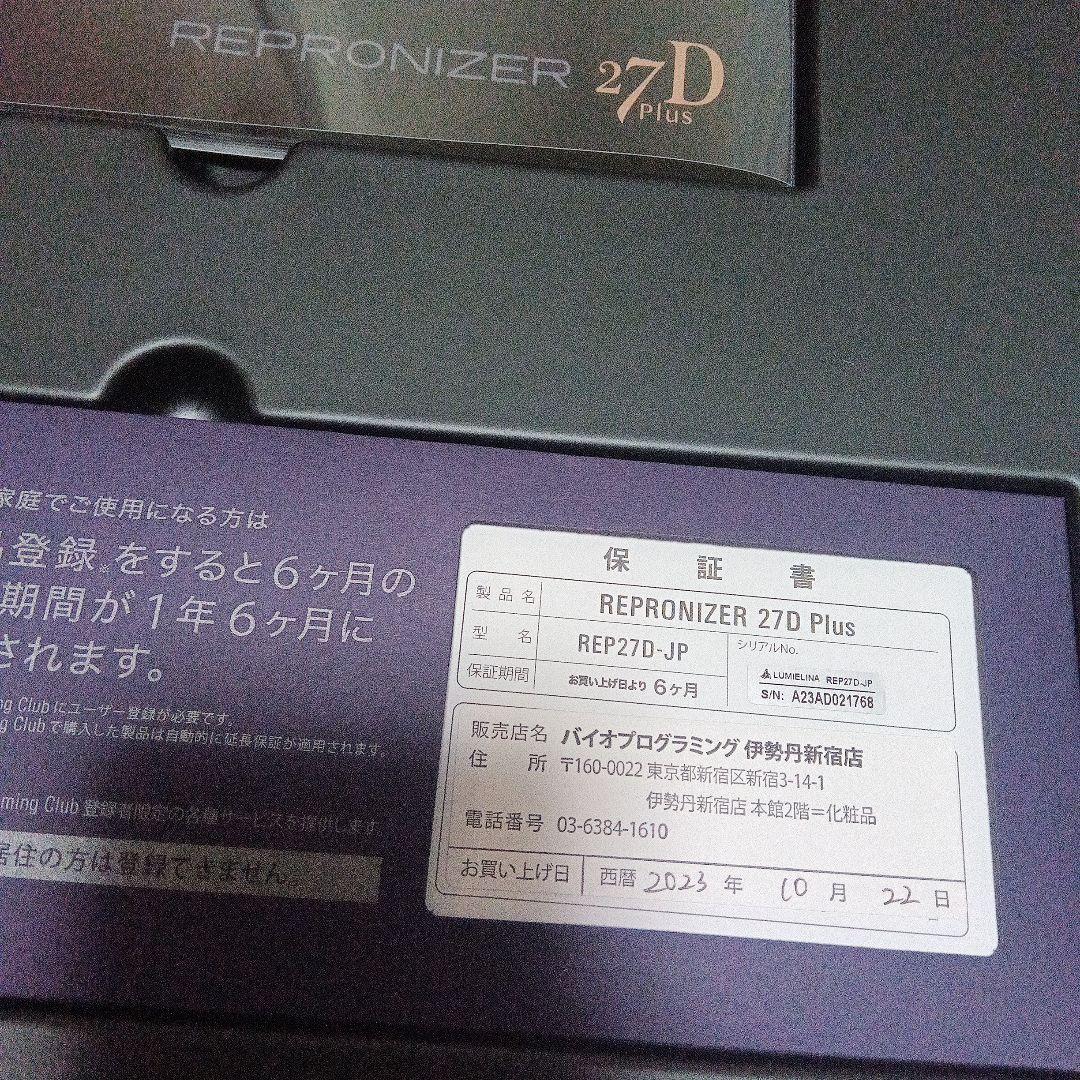 REPRONIZER 27D Plus
家庭でご使用になる方は
登録※をすると6ヶ月の
期間が1年6ヶ月に
されます。
ing Clubにユーザー登録が必要です。
ng Clubで購入した製品は自動的に延長保証が適用されます。
ming Club 登録者限定の各種サービスを提供します
居住の方は登録できません。
保証書
製品名 REPRONIZER 27D Plus
型名 REP27D-JP
シリアルNo.
LUMIELINA REP27D-JP
S/N: A23AD021768
保証期間 お買い上げ日より 6ヶ月
販売店名 バイオプログラミング 伊勢丹新宿店
住所 〒160-0022 東京都新宿区新宿3-14-1
伊勢丹新宿店 本館2階＝化粧品
電話番号 03-6384-1610
お買い上げ日 西暦 2023 年 10 月 22 日